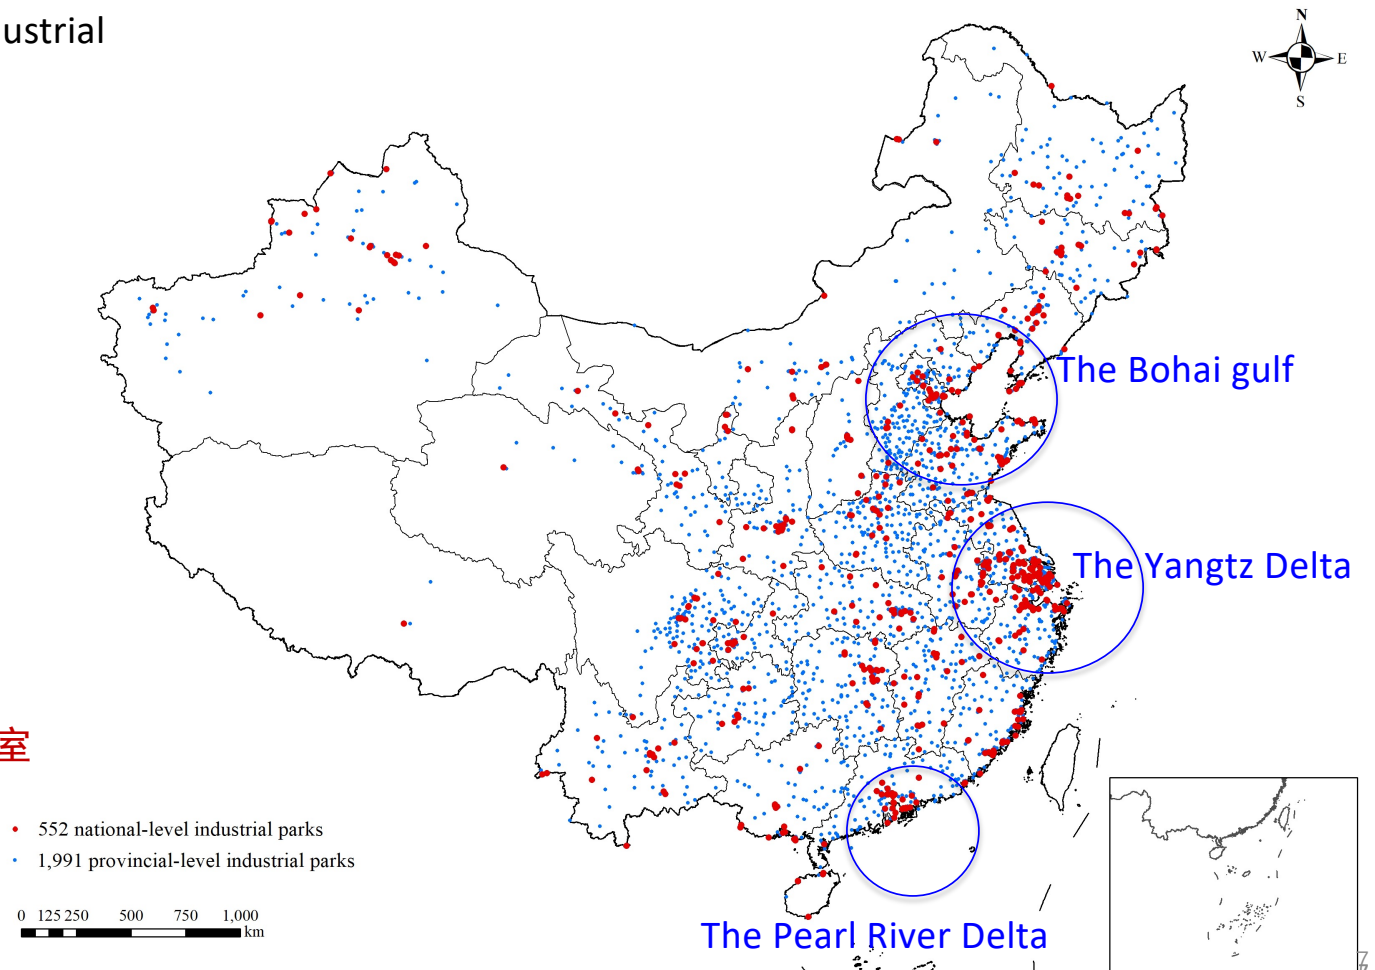 ustrial
N
W E
S
The Bohai gulf
The Yangtz Delta
室
552 national-level industrial parks
1,991 provincial-level industrial parks
0 125 250 500 750 1,000
km
The Pearl River Delta